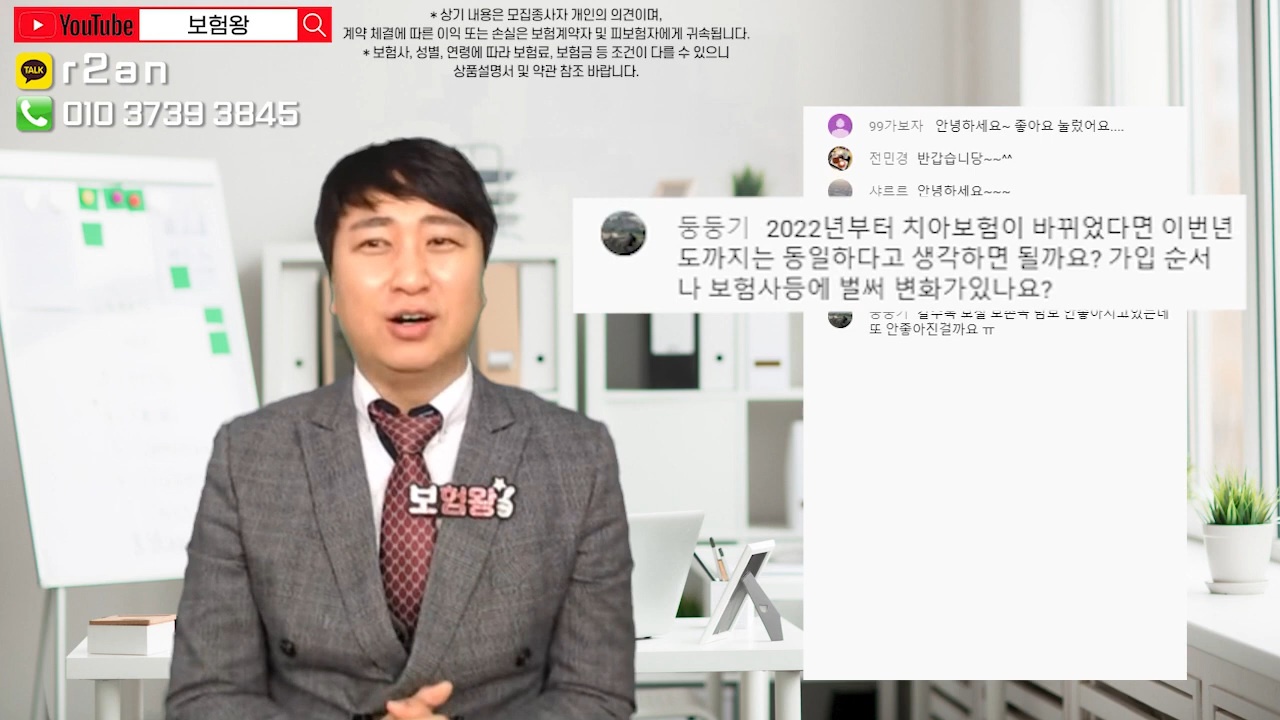 YouTube 보험왕
TALK r2an
010 3739 3845
* 상기 내용은 모집종사자 개인의 의견이며,
계약 체결에 따른 이익 또는 손실은 보험계약자 및 피보험자에게 귀속됩니다.
* 보험사, 성별, 연령에 따라 보험료, 보험금 등 조건이 다를 수 있으니
상품설명서 및 약관 참조 바랍니다.
99가보자 안녕하세요~ 좋아요 눌렀어요....
전민경 반갑습니당~~^^
샤르르 안녕하세요~~~
둥둥기 2022년부터 치아보험이 바뀌었다면 이번년
도까지는 동일하다고 생각하면 될까요? 가입 순서
나 보험사등에 벌써 변화가있나요?
또 안좋아진걸까요 ㅠ
보험왕